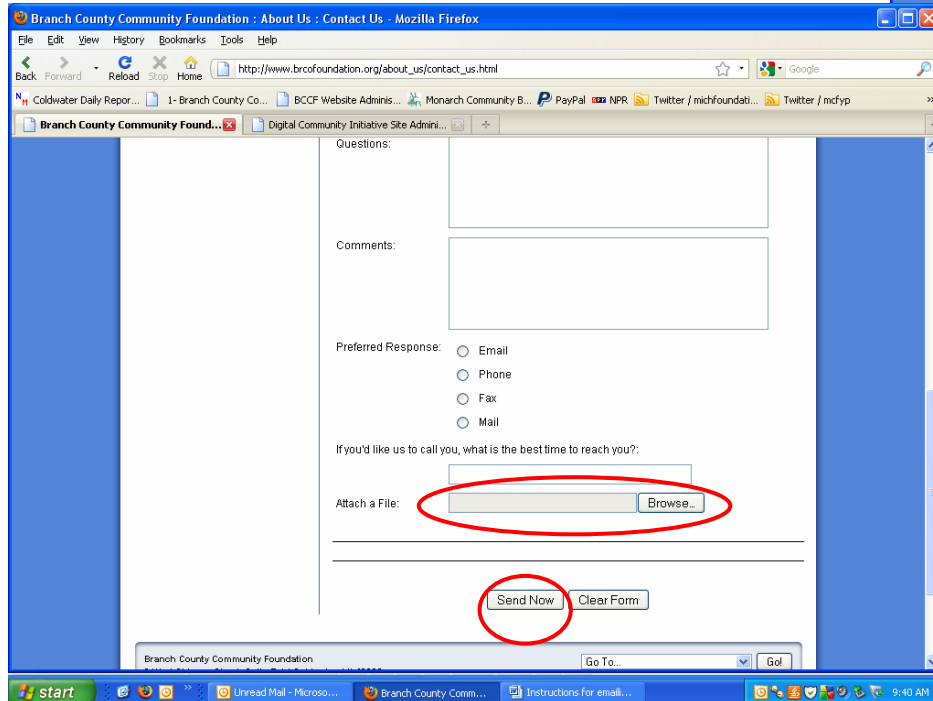 Branch County Community Foundation : About Us : Contact Us - Mozilla Firefox
File Edit View History Bookmarks Tools Help
Back Forward Reload Stop Home http://www.brcofoundation.org/about_us/contact_us.html Google
Coldwater Daily Repor... 1- Branch County Co... BCCF Website Adminis... Monarch Community B... PayPal NPR Twitter / michfoundati... Twitter / mcfyp »
Branch County Community Found... Digital Community Initiative Site Admini...
Questions:
Comments:
Preferred Response: Email
Phone
Fax
Mail
If you'd like us to call you, what is the best time to reach you?:
Attach a File: Browse...
Send Now Clear Form
Branch County Community Foundation
Go To... Go!
start » Unread Mail - Microso... Branch County Comm... Instructions for emaili... 9:40 AM